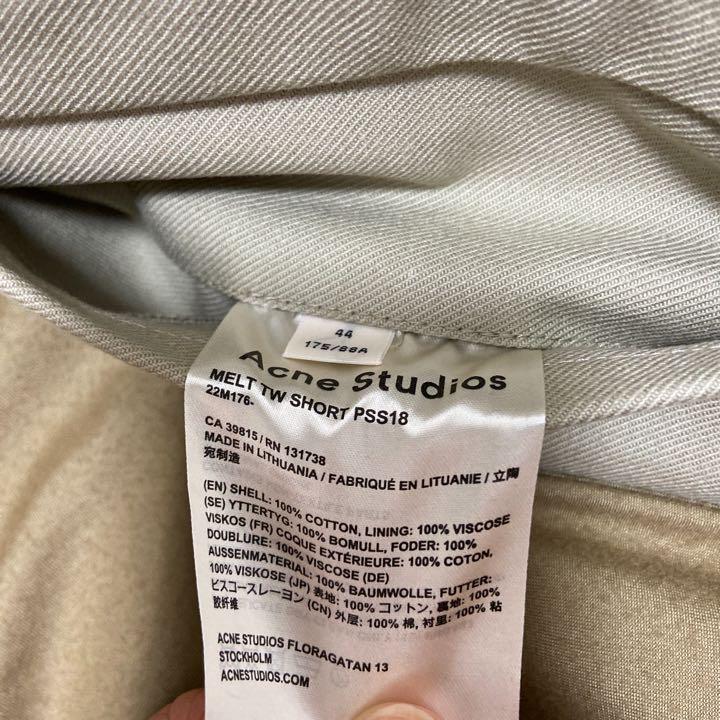 44
175/88A
Acne Studios
MELT TW SHORT PSS18
22M176-
CA 39815 / RN 131738
MADE IN LITHUANIA / FABRIQUÉ EN LITUANIE / 立陶
宛制造
(EN) SHELL: 100% COTTON, LINING: 100% VISCOSE
(SE) YTTERTYG: 100% BOMULL, FODER: 100%
VISKOS (FR) COQUE EXTÉRIEURE: 100% COTON,
DOUBLURE: 100% VISCOSE (DE)
AUSSENMATERIAL: 100% BAUMWOLLE, FUTTER:
100% VISKOSE (JP) 表地: 100% コットン, 裏地: 100%
ビスコースレーヨン (CN) 外层: 100% 棉, 衬里: 100% 粘
胶纤维
ACNE STUDIOS FLORAGATAN 13
STOCKHOLM
ACNESTUDIOS.COM